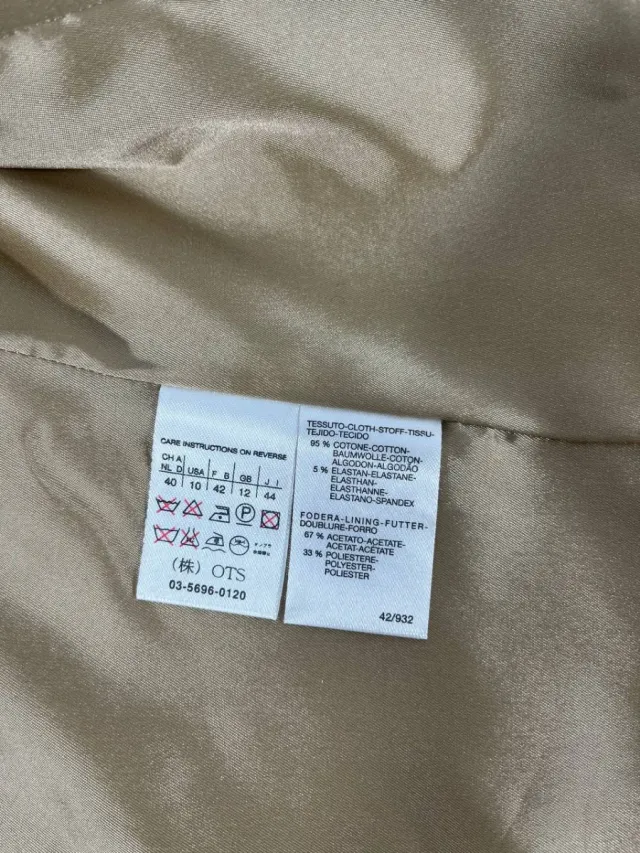 CARE INSTRUCTIONS ON REVERSE
CH A
NL D USA F B GB J I
40 10 42 12 44
P
(株) OTS
03-5696-0120
TESSUTO-CLOTH-STOFF-TISSU-
TEJIDO-TECIDO
95 % COTONE-COTTON-
BAUMWOLLE-COTON-
ALGODON-ALGODÃO
5 % ELASTAN-ELASTANE-
ELASTHAN-
ELASTHANNE-
ELASTANO-SPANDEX
FODERA-LINING-FUTTER-
DOUBLURE-FORRO
67 % ACETATO-ACETATE-
ACETAT-ACÉTATE
33 % POLIESTERE-
POLYESTER-
POLIESTER
42/932